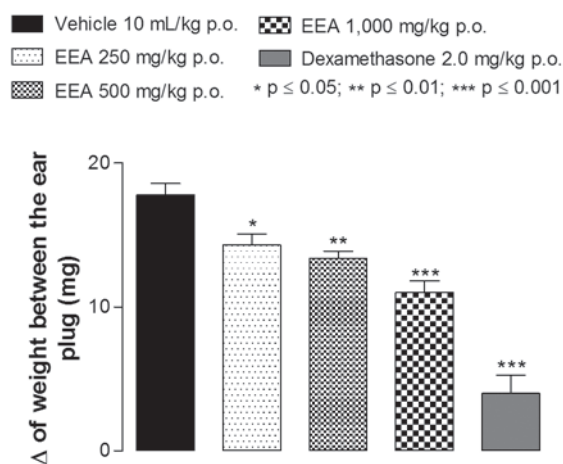 Vehicle 10 mL/kg p.o.
EEA 1,000 mg/kg p.o.
EEA 250 mg/kg p.o.
Dexamethasone 2.0 mg/kg p.o.
EEA 500 mg/kg p.o.
* p ≤ 0.05; ** p ≤ 0.01; *** p ≤ 0.001
Δ of weight between the ear
plug (mg)
20
10
0
*
**
***
***